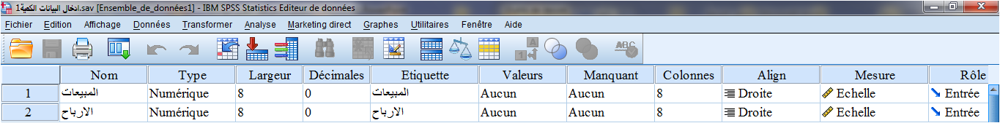 ادخال البيانات الكمية1.sav [Ensemble_de_données1] - IBM SPSS Statistics Editeur de données
Fichier Edition Affichage Données Transformer Analyse Marketing direct Graphes Utilitaires Fenêtre Aide
Nom Type Largeur Décimales Etiquette Valeurs Manquant Colonnes Align Mesure Rôle
1 المبيعات Numérique 8 0 المبيعات Aucun Aucun 8 Droite Echelle Entrée
2 الارباح Numérique 8 0 الارباح Aucun Aucun 8 Droite Echelle Entrée